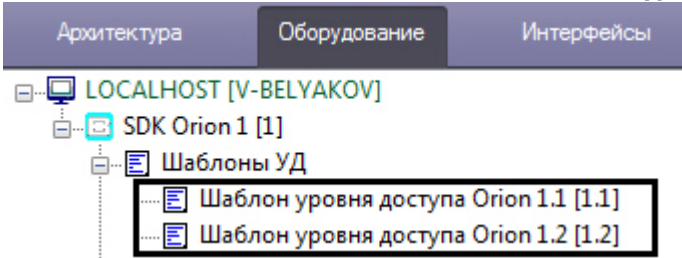 Архитектура Оборудование Интерфейсы
LOCALHOST [V-BELYAKOV]
SDK Orion 1 [1]
Шаблоны УД
Шаблон уровня доступа Orion 1.1 [1.1]
Шаблон уровня доступа Orion 1.2 [1.2]